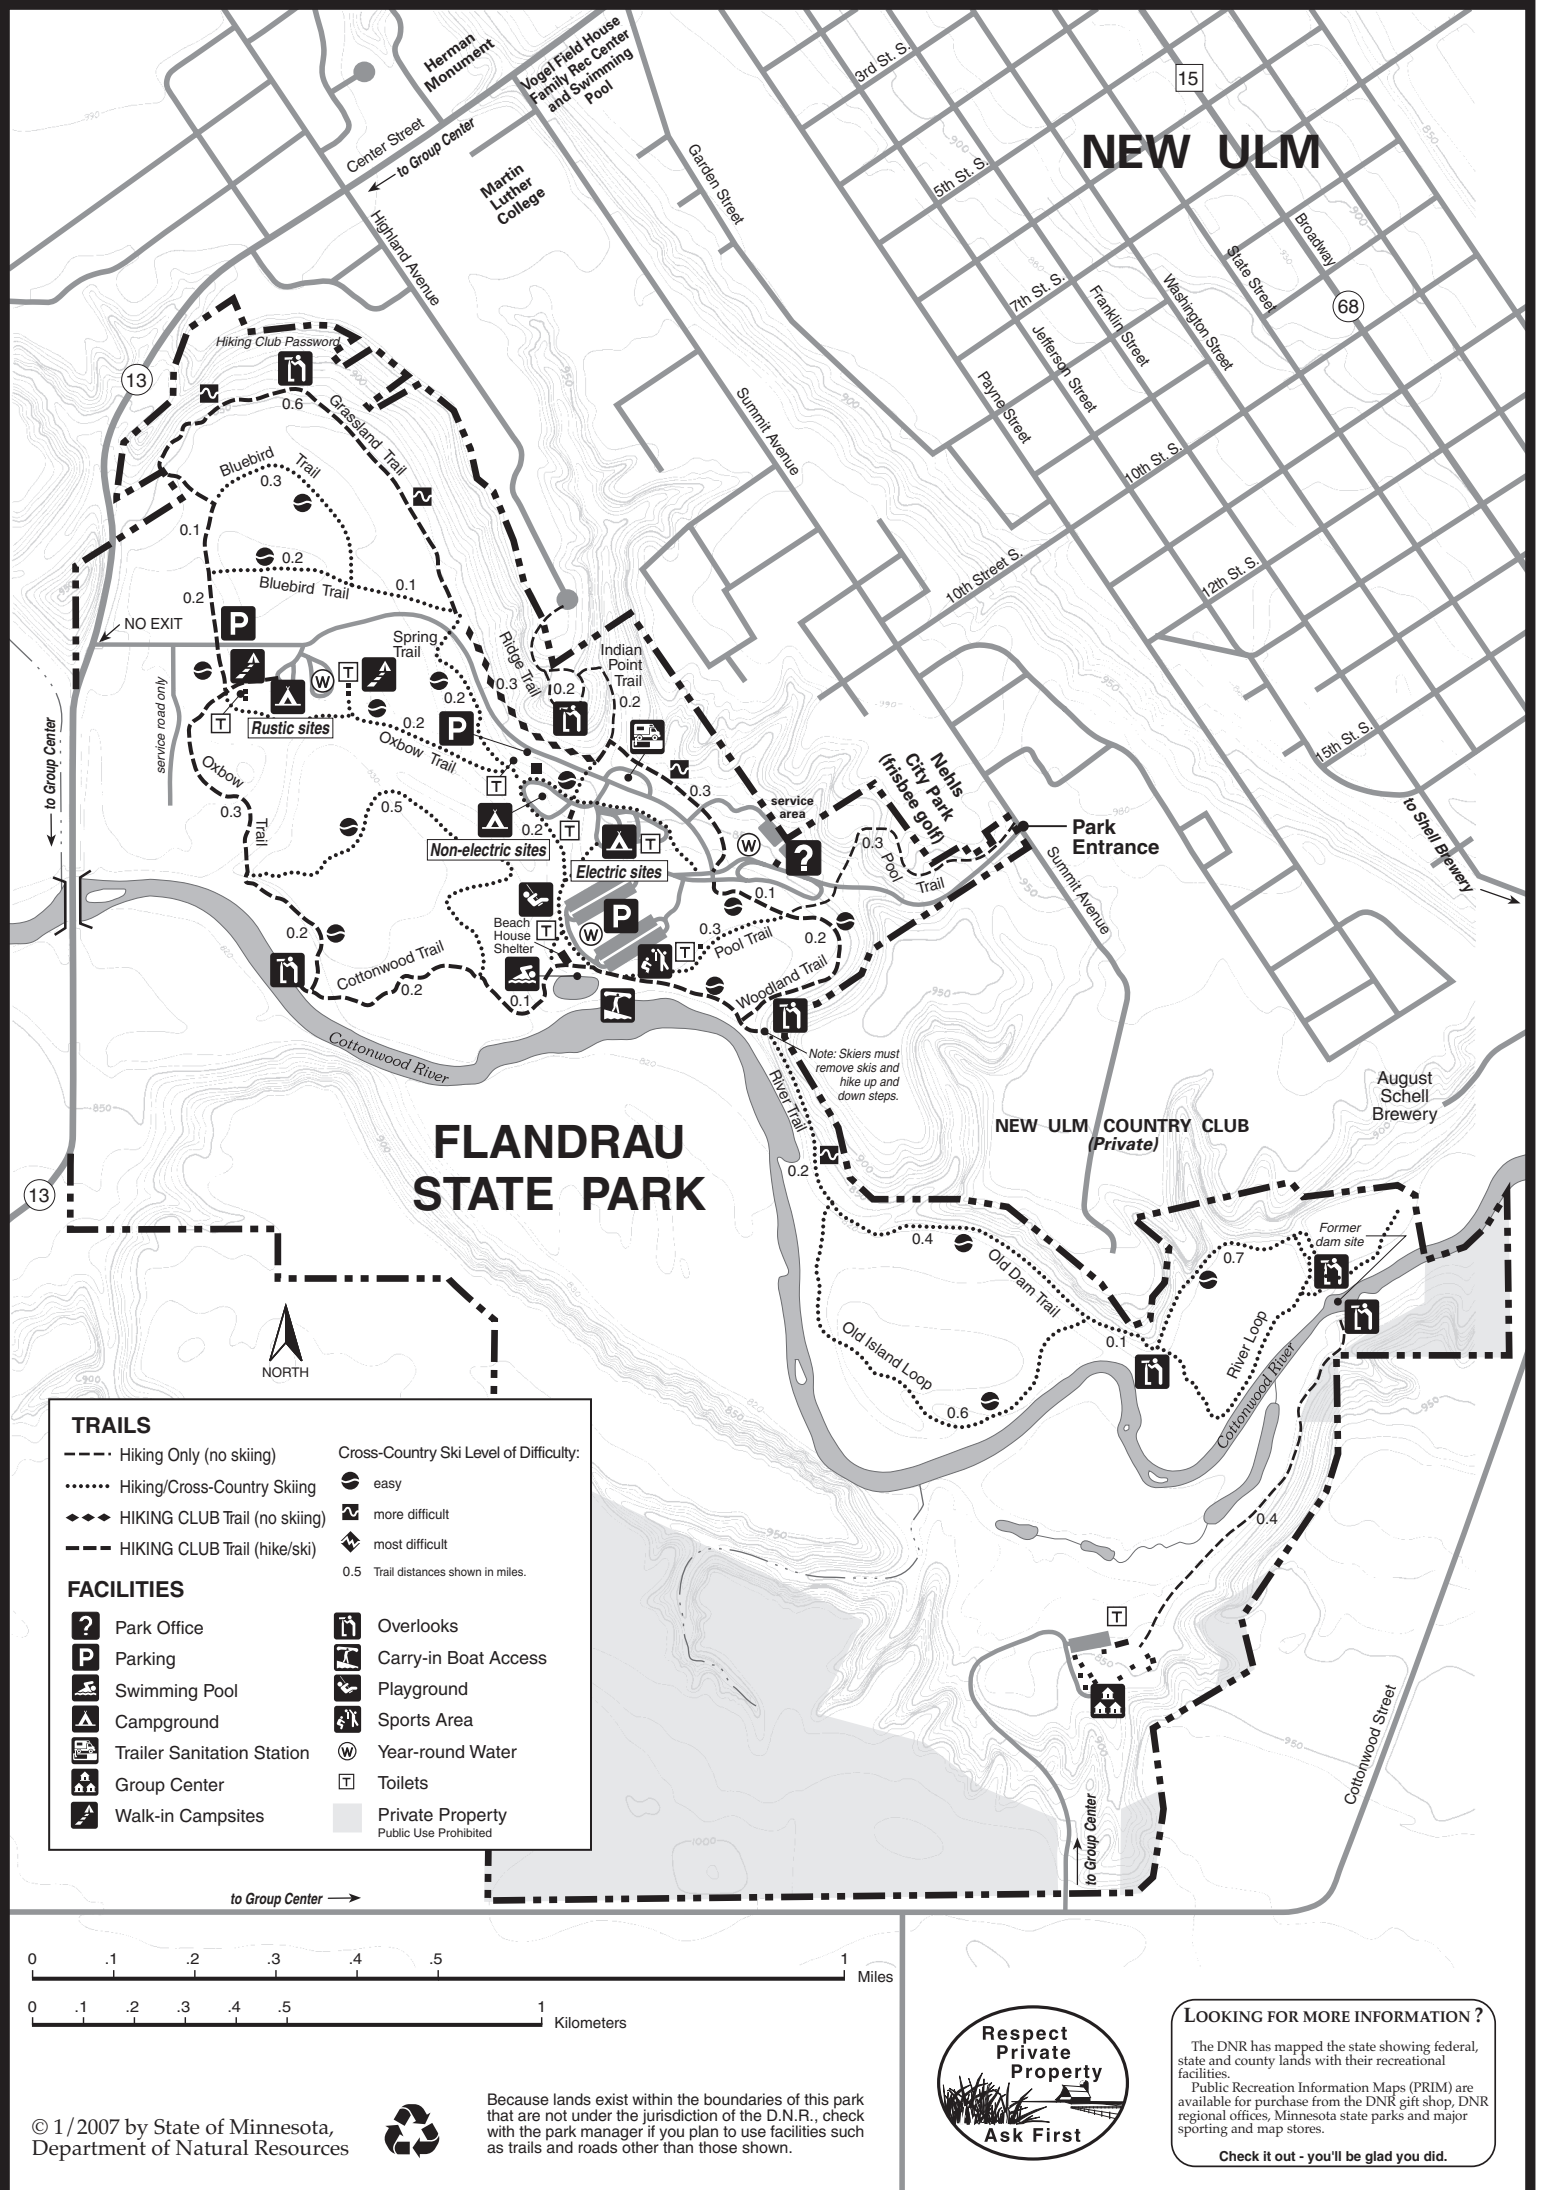 Herman
Monument
Vogel Field House
Family Rec Center
and Swimming
Pool
3rd St. S.
15
NEW ULM
Center Street
to Group Center
Martin
Luther
College
Garden Street
5th St. S.
Highland Avenue
Broadway
State Street
68
7th St. S.
Franklin Street
Washington Street
Jefferson Street
Payne Street
Summit Avenue
10th St. S.
10th Street S.
12th St. S.
15th St. S.
to Shell Brewery
13
Hiking Club Password
0.6
Grassland Trail
Bluebird Trail
0.3
0.1
0.2
Bluebird Trail
0.1
0.2
NO EXIT
P
service road only
to Group Center
Spring
Trail
W
T
T
Rustic sites
0.2
0.2
Oxbow Trail
P
Ridge Trail
0.3
0.2
Indian
Point
Trail
0.2
Oxbow Trail
0.3
0.5
T
0.2
T
Non-electric sites
T
Electric sites
0.3
service
area
W
?
Nehls
City Park
(frisbee golf)
0.3
Pool Trail
Park
Entrance
Summit Avenue
0.1
Beach
House
Shelter
T
W
P
T
0.3
Pool Trail
0.2
Woodland Trail
0.2
Cottonwood Trail
0.2
0.1
Cottonwood River
Note: Skiers must
remove skis and
hike up and
down steps.
River Trail
0.2
FLANDRAU
STATE PARK
NEW ULM COUNTRY CLUB
(Private)
August
Schell
Brewery
13
850
900
950
0.4
Old Dam Trail
Old Island Loop
0.6
0.1
0.7
River Loop
Former
dam site
Cottonwood River
0.4
T
NORTH
TRAILS
Hiking Only (no skiing)
Hiking/Cross-Country Skiing
HIKING CLUB Trail (no skiing)
HIKING CLUB Trail (hike/ski)
Cross-Country Ski Level of Difficulty:
easy
more difficult
most difficult
0.5 Trail distances shown in miles.
FACILITIES
? Park Office
P Parking
Swimming Pool
Campground
Trailer Sanitation Station
Group Center
Walk-in Campsites
Overlooks
Carry-in Boat Access
Playground
Sports Area
W Year-round Water
T Toilets
Private Property
Public Use Prohibited
1000
950
Cottonwood Street
to Group Center
to Group Center
0 .1 .2 .3 .4 .5 1 Miles
0 .1 .2 .3 .4 .5 1 Kilometers
© 1/2007 by State of Minnesota,
Department of Natural Resources
Because lands exist within the boundaries of this park
that are not under the jurisdiction of the D.N.R., check
with the park manager if you plan to use facilities such
as trails and roads other than those shown.
Respect
Private
Property
Ask First
LOOKING FOR MORE INFORMATION ?
The DNR has mapped the state showing federal,
state and county lands with their recreational
facilities.
Public Recreation Information Maps (PRIM) are
available for purchase from the DNR gift shop, DNR
regional offices, Minnesota state parks and major
sporting and map stores.
Check it out - you'll be glad you did.